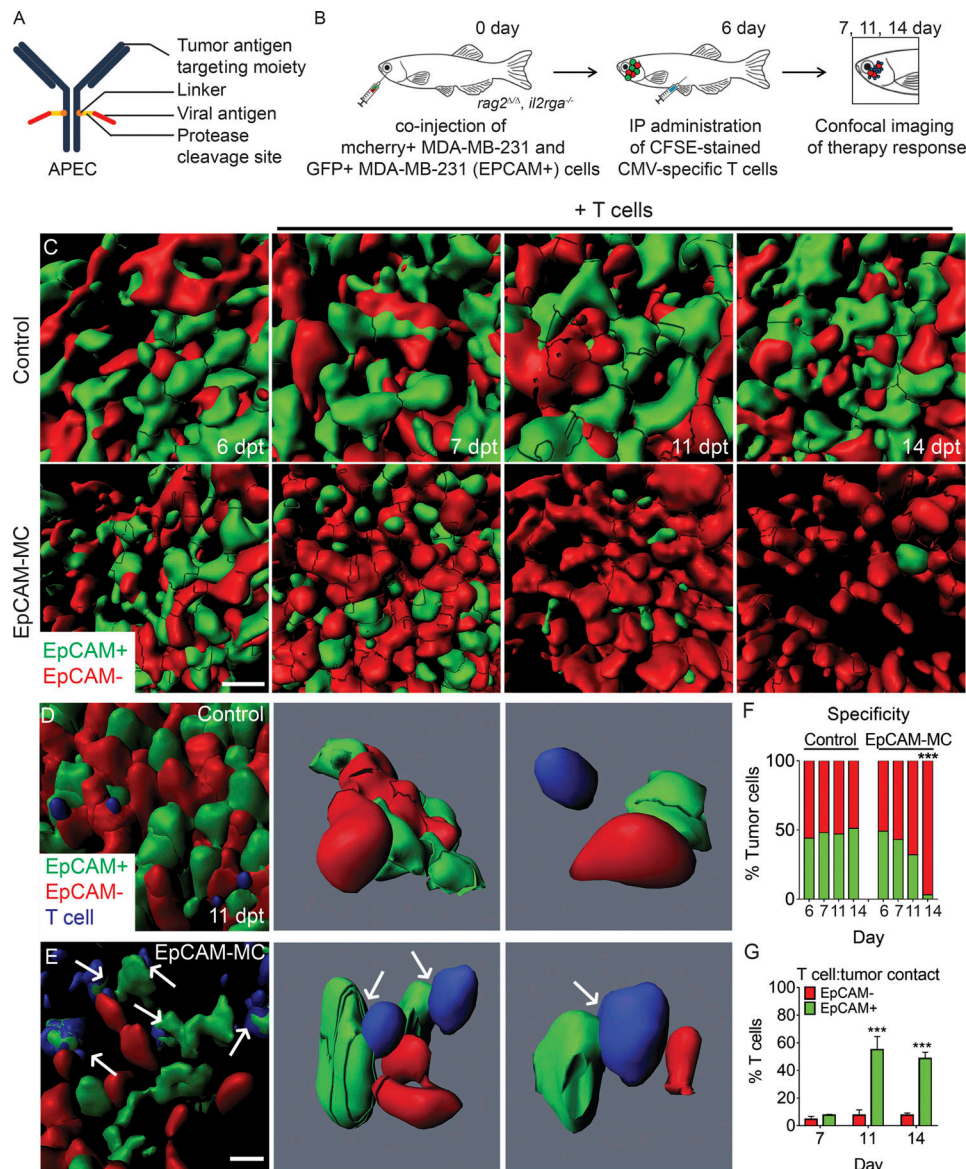 A
Tumor antigen
targeting moiety
Linker
Viral antigen
Protease
cleavage site
APEC
B
0 day
6 day
7, 11, 14 day
rag2Δ/Δ, il2rga-/-
co-injection of
mcherry+ MDA-MB-231 and
GFP+ MDA-MB-231 (EPCAM+) cells
IP administration
of CFSE-stained
CMV-specific T cells
Confocal imaging
of therapy response
+ T cells
C
Control
6 dpt
7 dpt
11 dpt
14 dpt
EpCAM-MC
EpCAM+
EpCAM-
D
Control
EpCAM+
EpCAM-
T cell
11 dpt
E
EpCAM-MC
F
Specificity
Control
EpCAM-MC
***
% Tumor cells
100
50
0
6 7 11 14
6 7 11 14
Day
G
T cell:tumor contact
EpCAM-
EpCAM+
% T cells
100
80
60
40
20
0
***
***
7 11 14
Day